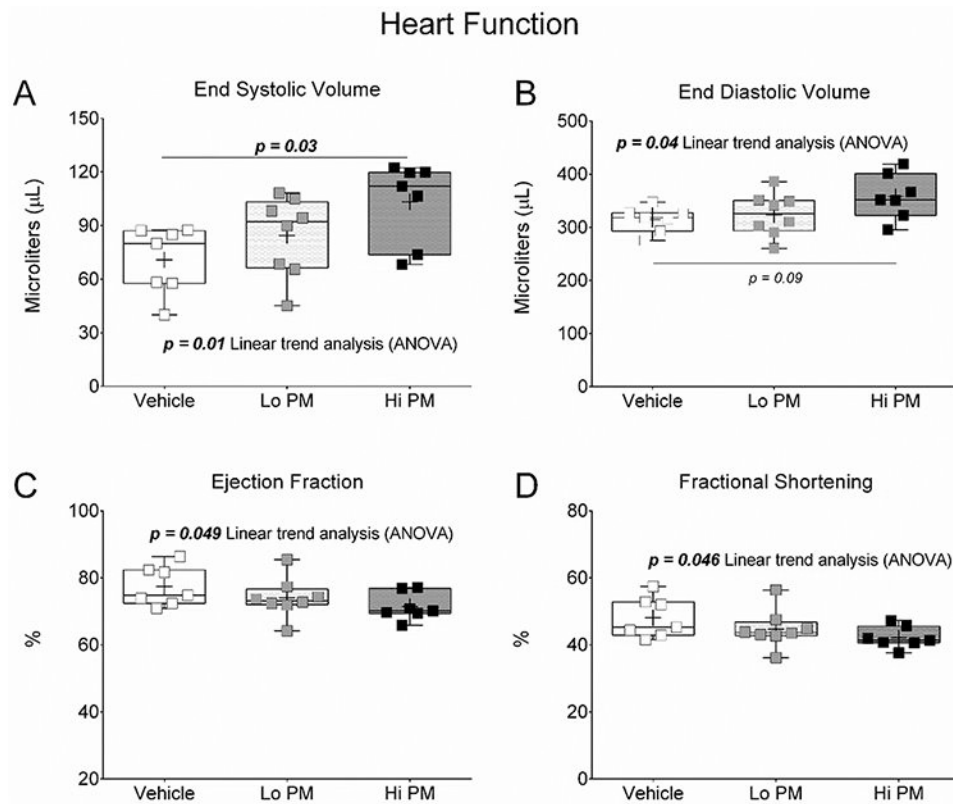 Heart Function
A
End Systolic Volume
150
120
90
60
30
0
Microliters (µL)
p = 0.03
p = 0.01 Linear trend analysis (ANOVA)
Vehicle Lo PM Hi PM
B
End Diastolic Volume
500
400
300
200
100
0
Microliters (µL)
p = 0.04 Linear trend analysis (ANOVA)
p = 0.09
Vehicle Lo PM Hi PM
C
Ejection Fraction
100
80
60
40
20
%
p = 0.049 Linear trend analysis (ANOVA)
Vehicle Lo PM Hi PM
D
Fractional Shortening
80
60
40
20
0
%
p = 0.046 Linear trend analysis (ANOVA)
Vehicle Lo PM Hi PM